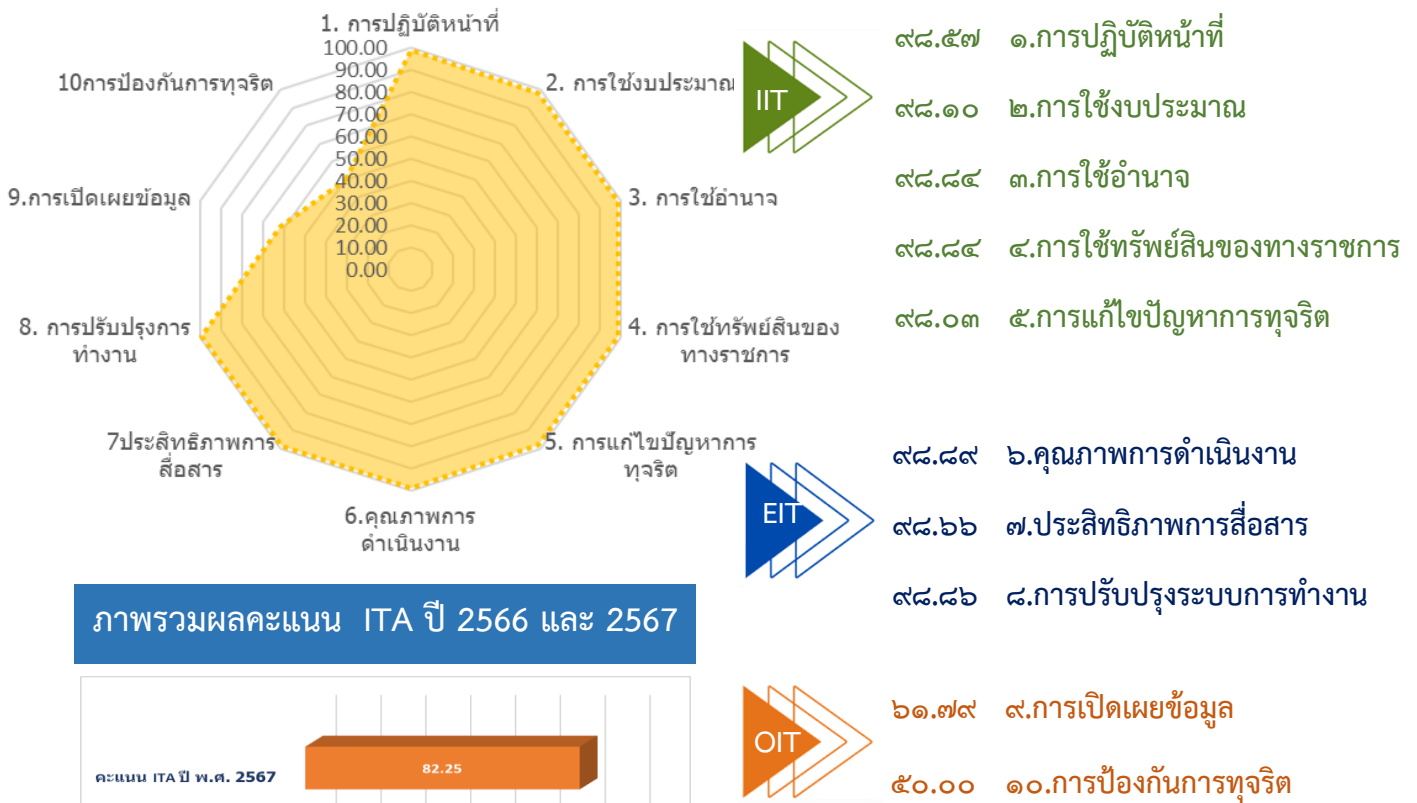 1. การปฏิบัติหน้าที่
100.00
90.00
80.00
70.00
60.00
50.00
40.00
30.00
20.00
10.00
0.00
2. การใช้งบประมาณ
3. การใช้อำนาจ
4. การใช้ทรัพย์สินของ
ทางราชการ
5. การแก้ไขปัญหาการ
ทุจริต
6.คุณภาพการ
ดำเนินงาน
7ประสิทธิภาพการ
สื่อสาร
8. การปรับปรุงการ
ทำงาน
9.การเปิดเผยข้อมูล
10การป้องกันการทุจริต
IIT
๙๘.๕๗ ๑.การปฏิบัติหน้าที่
๙๘.๑๐ ๒.การใช้งบประมาณ
๙๘.๘๔ ๓.การใช้อำนาจ
๙๘.๘๔ ๔.การใช้ทรัพย์สินของทางราชการ
๙๘.๐๓ ๕.การแก้ไขปัญหาการทุจริต
EIT
๙๘.๘๙ ๖.คุณภาพการดำเนินงาน
๙๘.๖๖ ๗.ประสิทธิภาพการสื่อสาร
๙๘.๘๖ ๘.การปรับปรุงระบบการทำงาน
OIT
๖๑.๗๙ ๙.การเปิดเผยข้อมูล
๕๐.๐๐ ๑๐.การป้องกันการทุจริต
ภาพรวมผลคะแนน ITA ปี 2566 และ 2567
คะแนน ITA ปี พ.ศ. 2567
82.25